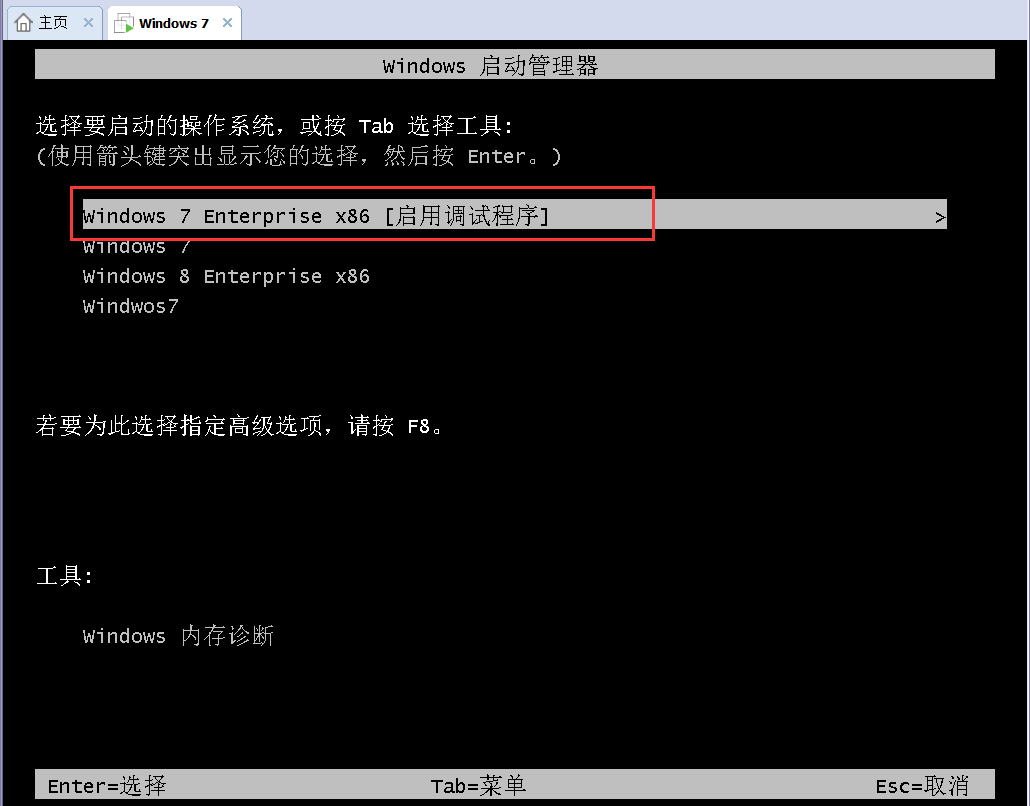 主页 × Windows 7 ×
Windows 启动管理器
选择要启动的操作系统，或按 Tab 选择工具:
(使用箭头键突出显示您的选择，然后按 Enter。)
Windows 7 Enterprise x86 [启用调试程序] >
Windows 7
Windows 8 Enterprise x86
Windwos7
若要为此选择指定高级选项，请按 F8。
工具:
Windows 内存诊断
Enter=选择 Tab=菜单 Esc=取消